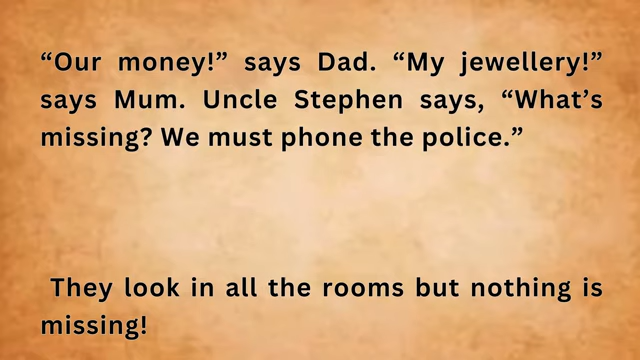 “Our money!” says Dad. “My jewellery!”
says Mum. Uncle Stephen says, “What’s
missing? We must phone the police.”
They look in all the rooms but nothing is
missing!